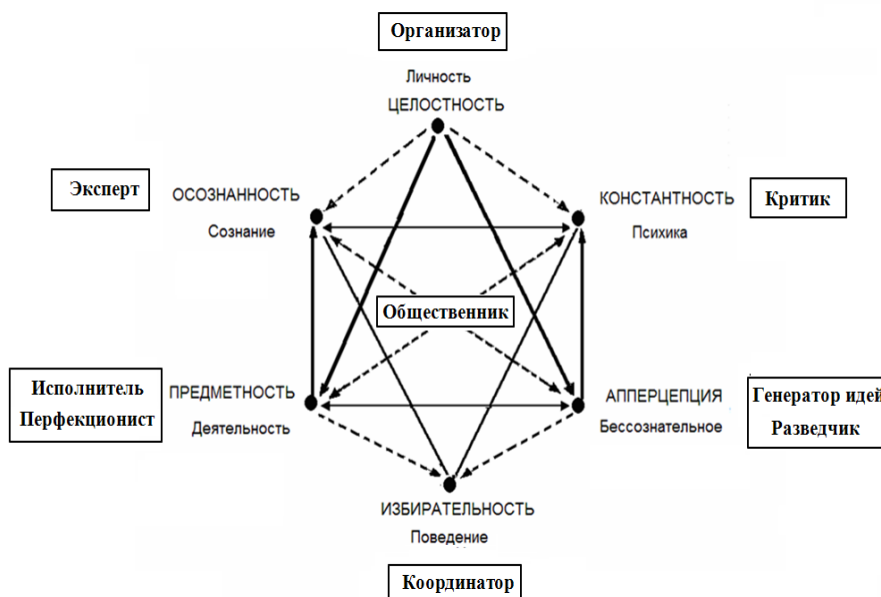 Организатор
Личность
ЦЕЛОСТНОСТЬ
Эксперт
ОСОЗНАННОСТЬ
Сознание
КОНСТАНТНОСТЬ
Психика
Критик
Общественник
Исполнитель
Перфекционист
ПРЕДМЕТНОСТЬ
Деятельность
АППЕРЦЕПЦИЯ
Бессознательное
Генератор идей
Разведчик
ИЗБИРАТЕЛЬНОСТЬ
Поведение
Координатор